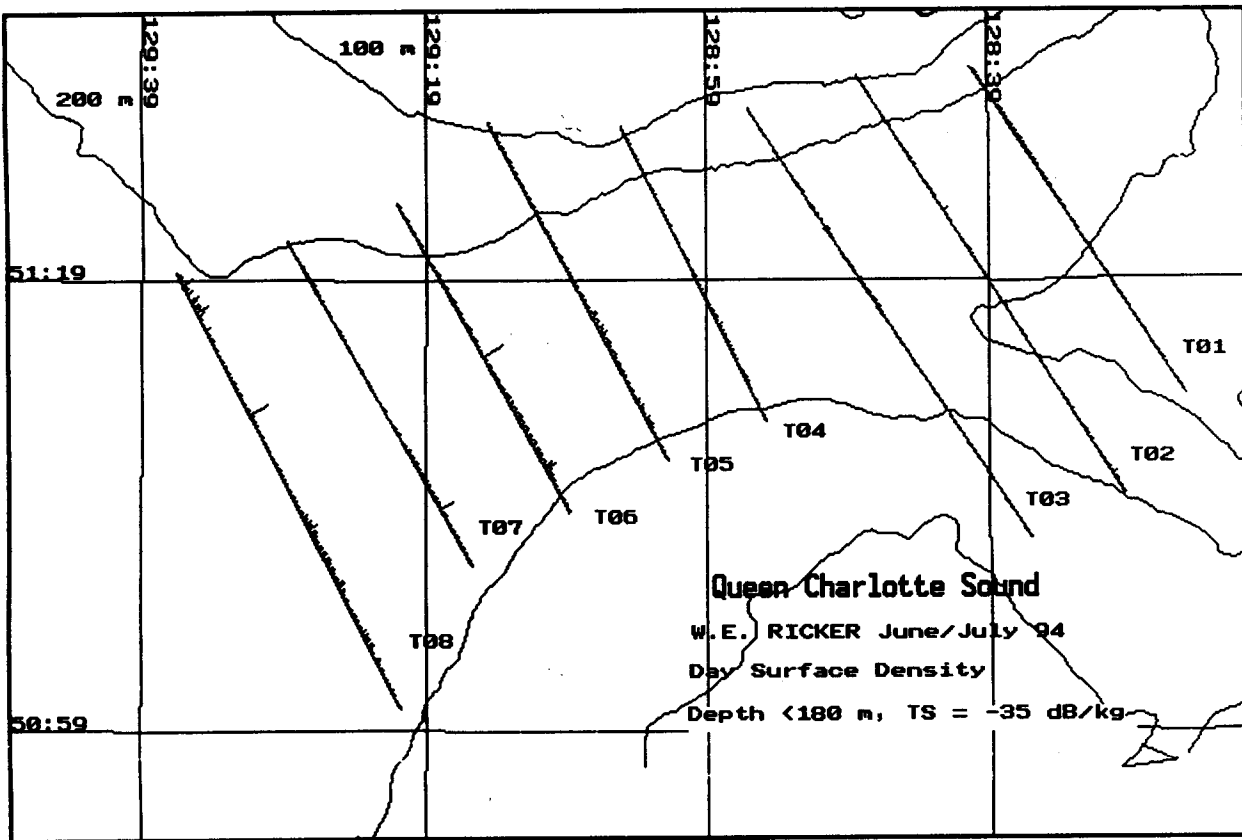 129:39
129:19
128:59
128:39
100 m
200 m
51:19
T01
T04
T02
T05
T03
T06
T07
Queen Charlotte Sound
W.E. RICKER June/July 94
T08
Day Surface Density
Depth <180 m, TS = -35 dB/kg
50:59